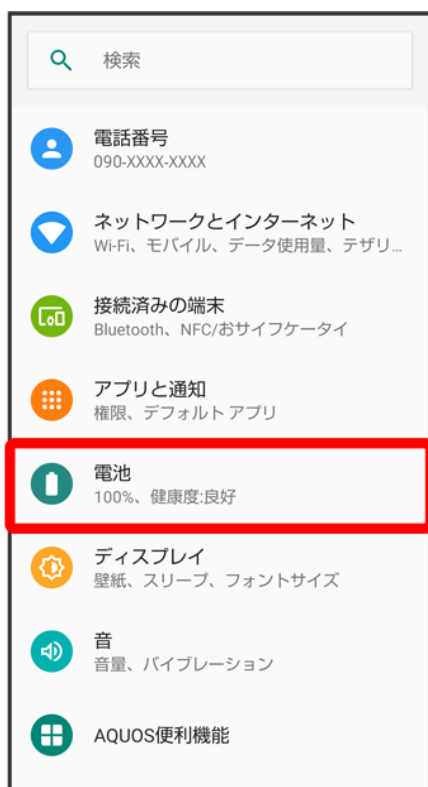 検索
電話番号
090-XXXX-XXXX
ネットワークとインターネット
Wi-Fi、モバイル、データ使用量、テザリ...
接続済みの端末
Bluetooth、NFC/おサイフケータイ
アプリと通知
権限、デフォルト アプリ
電池
100%、健康度:良好
ディスプレイ
壁紙、スリープ、フォントサイズ
音
音量、バイブレーション
AQUOS便利機能